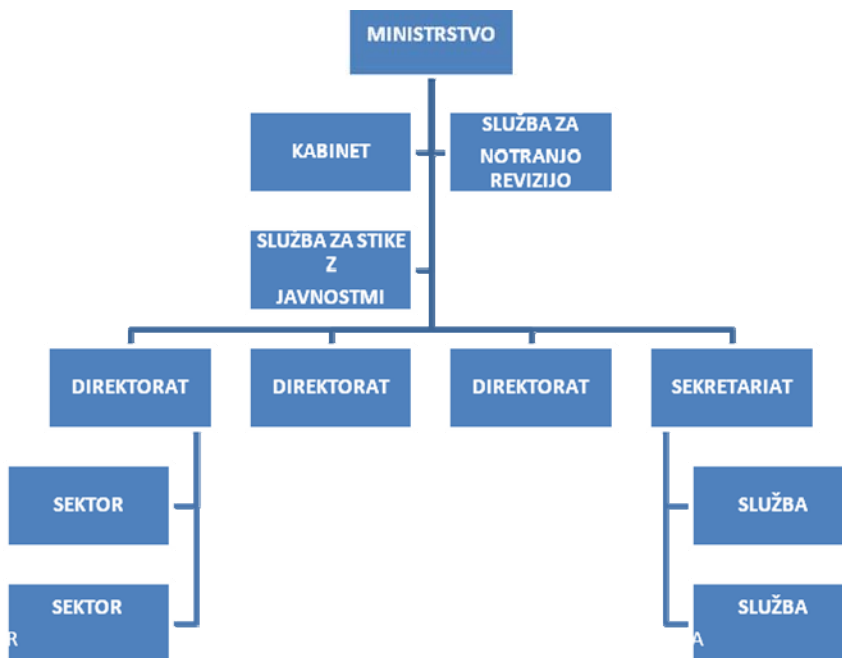 MINISTRSTVO
KABINET
SLUŽBA ZA
NOTRANJO
REVIZIJO
SLUŽBA ZA STIKE
Z
JAVNOSTMI
DIREKTORAT
DIREKTORAT
DIREKTORAT
SEKRETARIAT
SEKTOR
SLUŽBA
SEKTOR
R
SLUŽBA
A